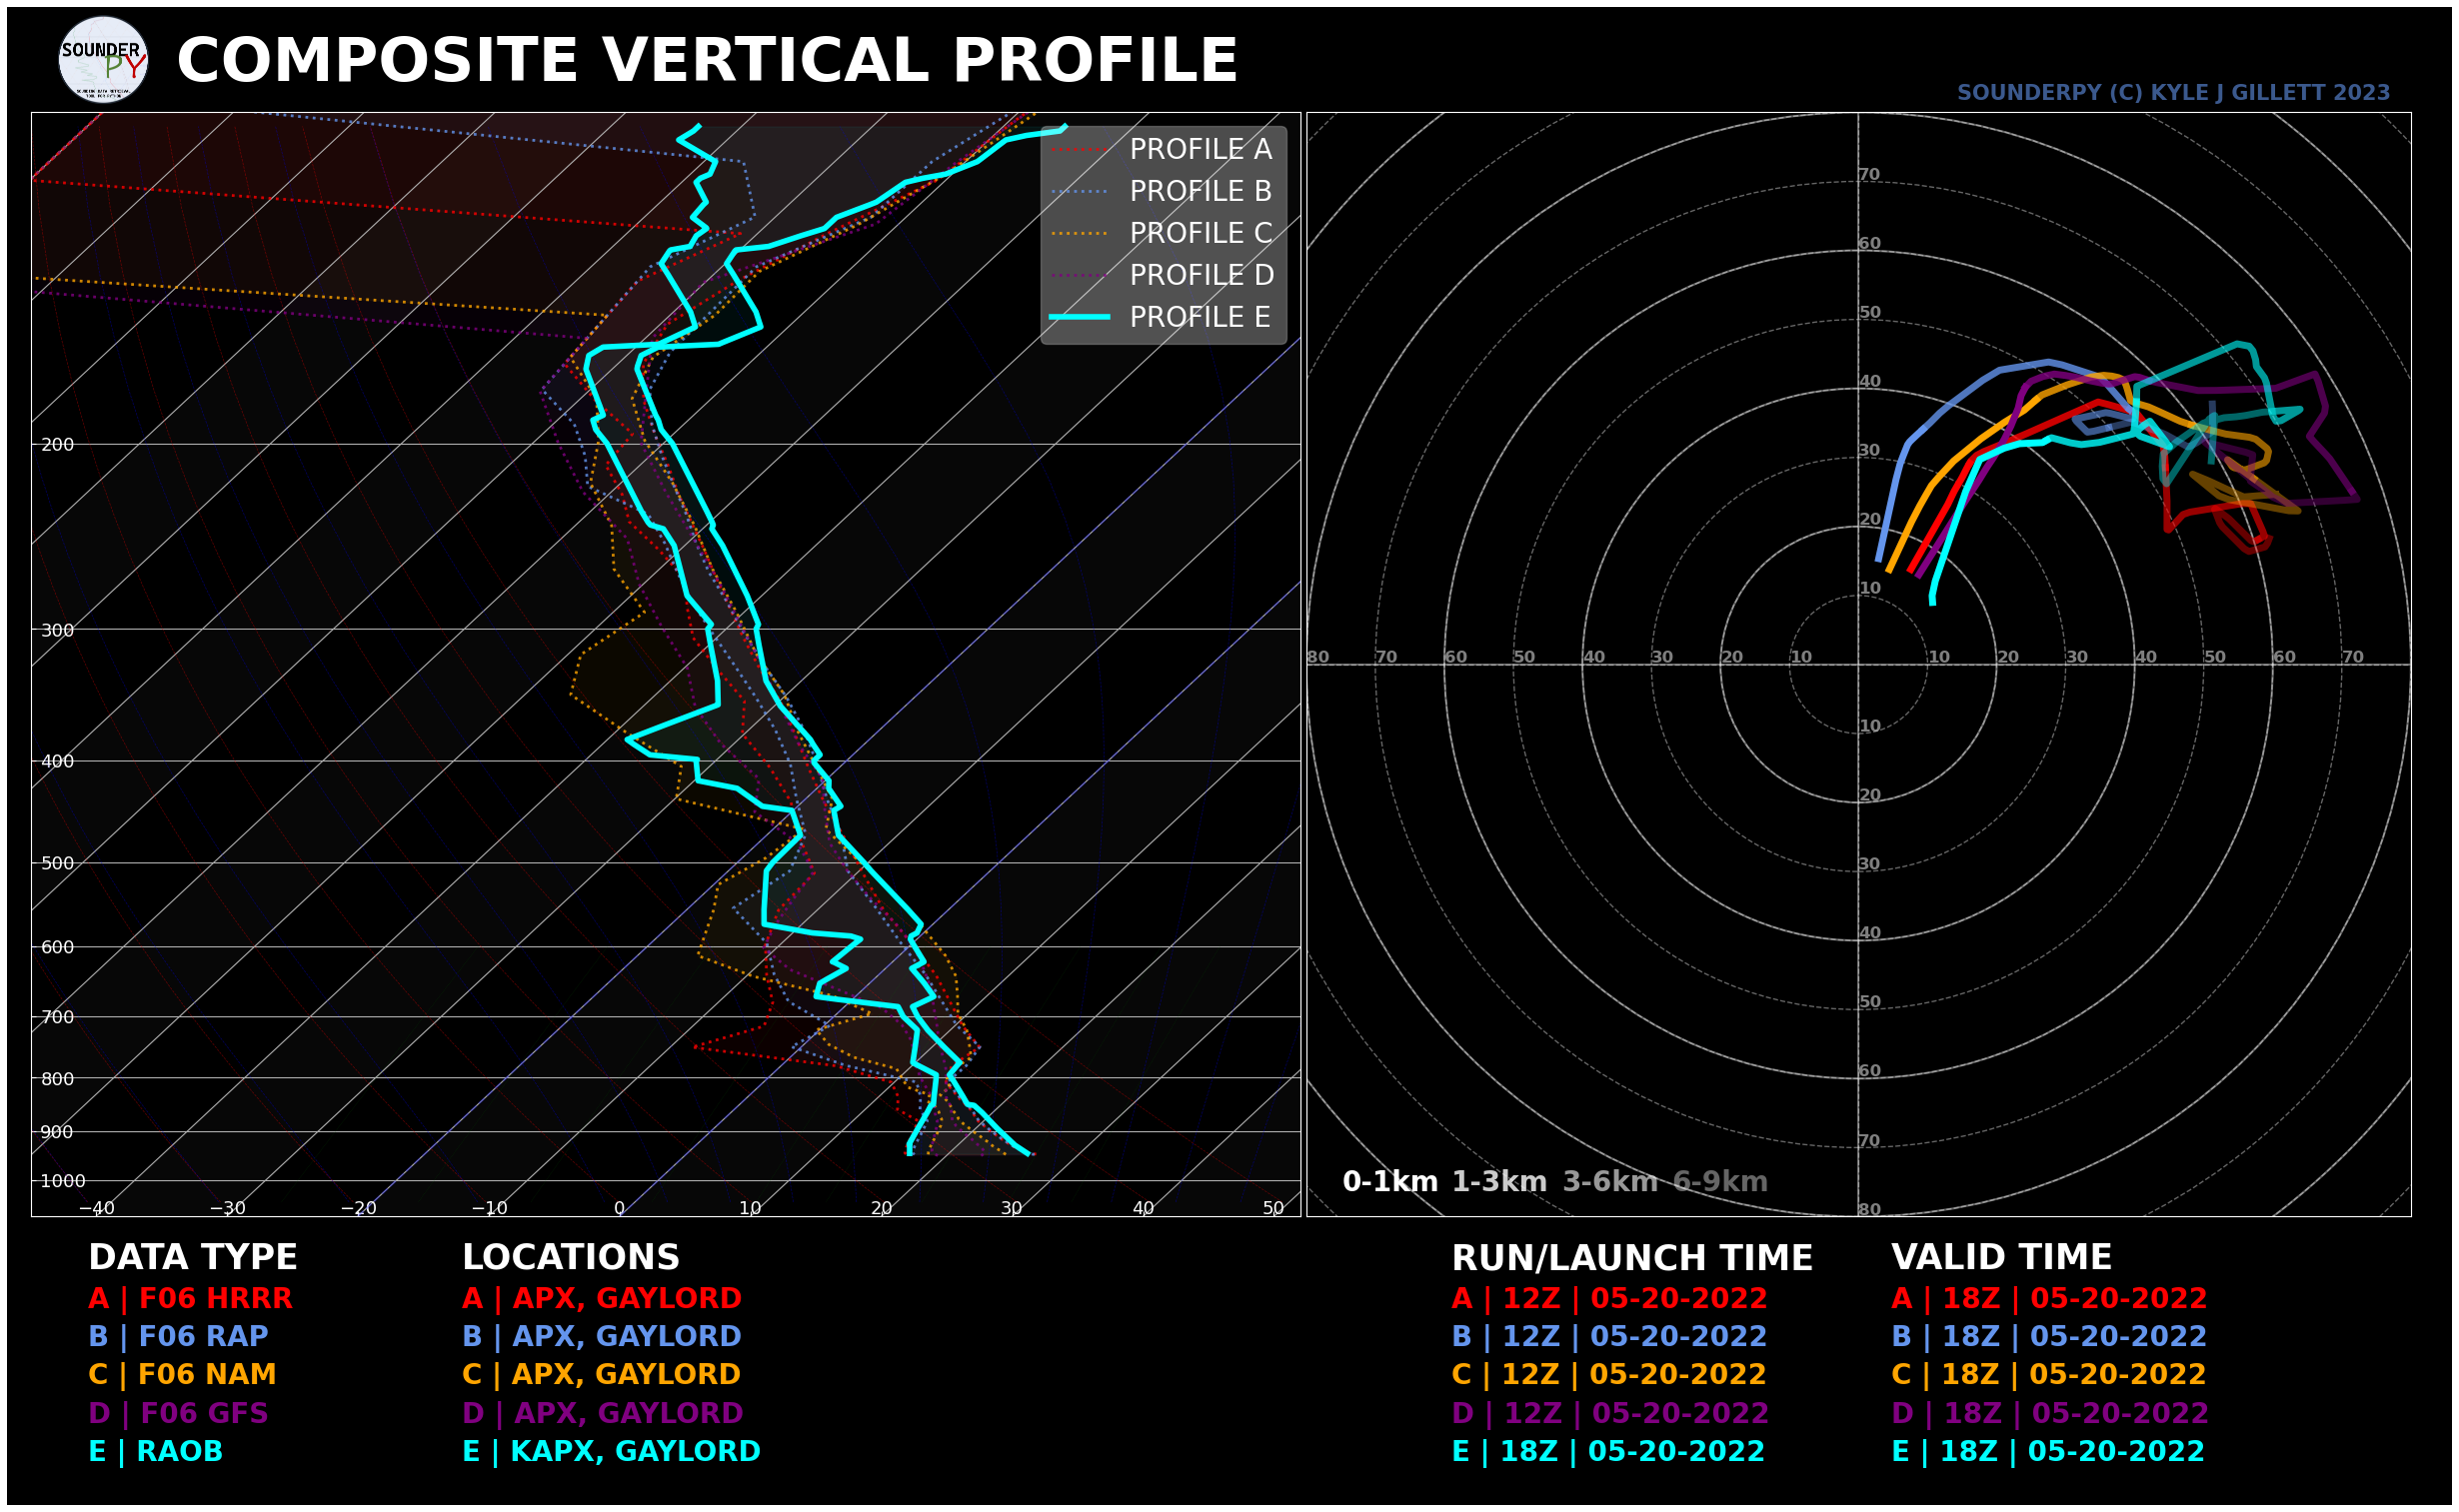 SOUNDER
PY
COMPOSITE VERTICAL PROFILE
SOUNDERPY (C) KYLE J GILLETT 2023
PROFILE A
PROFILE B
PROFILE C
PROFILE D
PROFILE E
200
300
400
500
600
700
800
900
1000
−40 −30 −20 −10 0 10 20 30 40 50
70
60
50
40
30
20
10
80 70 60 50 40 30 20 10 10 20 30 40 50 60 70
10
20
30
40
50
60
70
80
0-1km 1-3km 3-6km 6-9km
DATA TYPE
A | F06 HRRR
B | F06 RAP
C | F06 NAM
D | F06 GFS
E | RAOB
LOCATIONS
A | APX, GAYLORD
B | APX, GAYLORD
C | APX, GAYLORD
D | APX, GAYLORD
E | KAPX, GAYLORD
RUN/LAUNCH TIME
A | 12Z | 05-20-2022
B | 12Z | 05-20-2022
C | 12Z | 05-20-2022
D | 12Z | 05-20-2022
E | 18Z | 05-20-2022
VALID TIME
A | 18Z | 05-20-2022
B | 18Z | 05-20-2022
C | 18Z | 05-20-2022
D | 18Z | 05-20-2022
E | 18Z | 05-20-2022